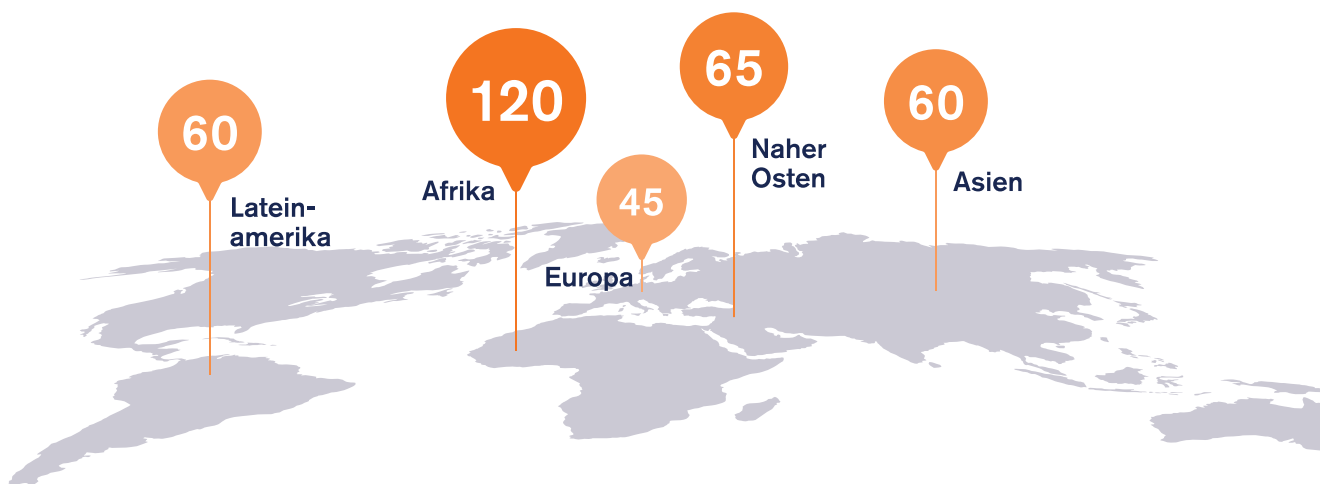 60
Latein-
amerika
120
Afrika
45
Europa
65
Naher
Osten
60
Asien